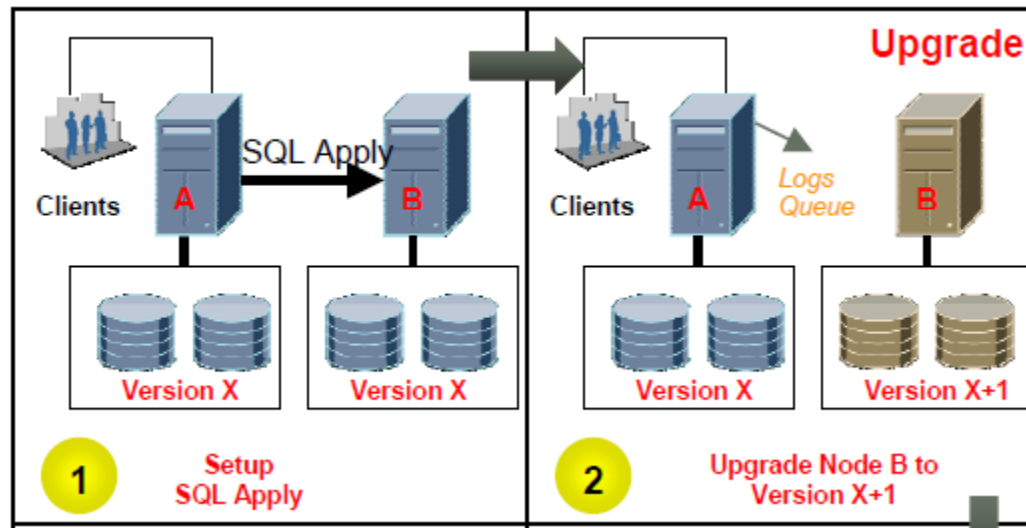 Clients
A
SQL Apply
B
Version X
Version X
1
Setup
SQL Apply
Upgrade
Clients
A
Logs
Queue
B
Version X
Version X+1
2
Upgrade Node B to
Version X+1